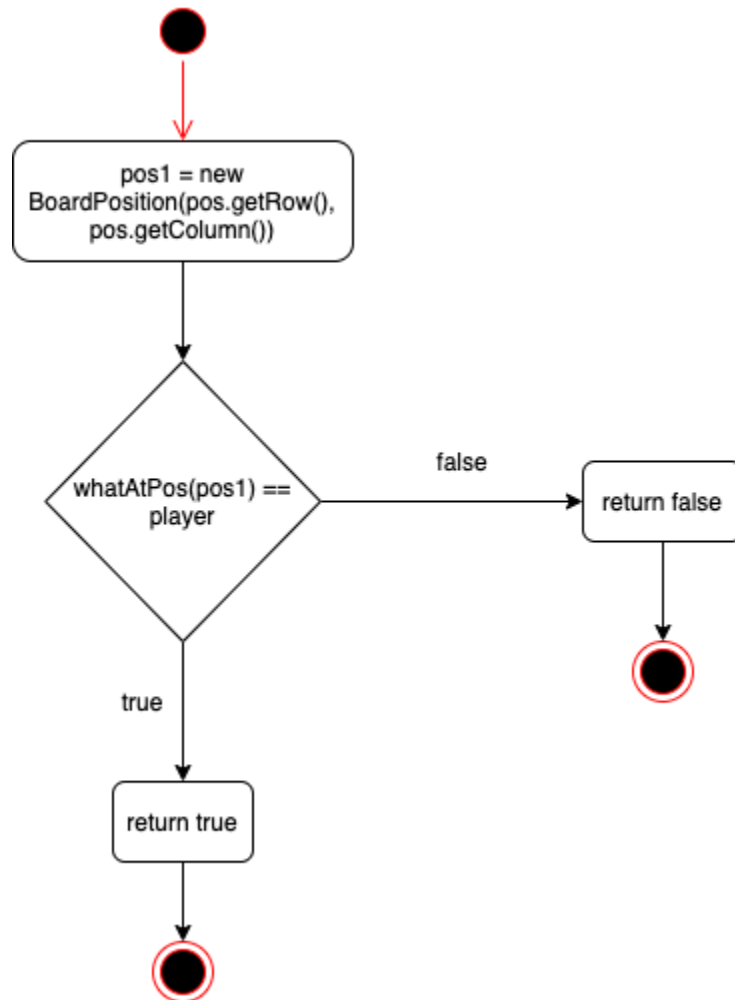 pos1 = new
BoardPosition(pos.getRow(),
pos.getColumn())
whatAtPos(pos1) ==
player
false
return false
true
return true